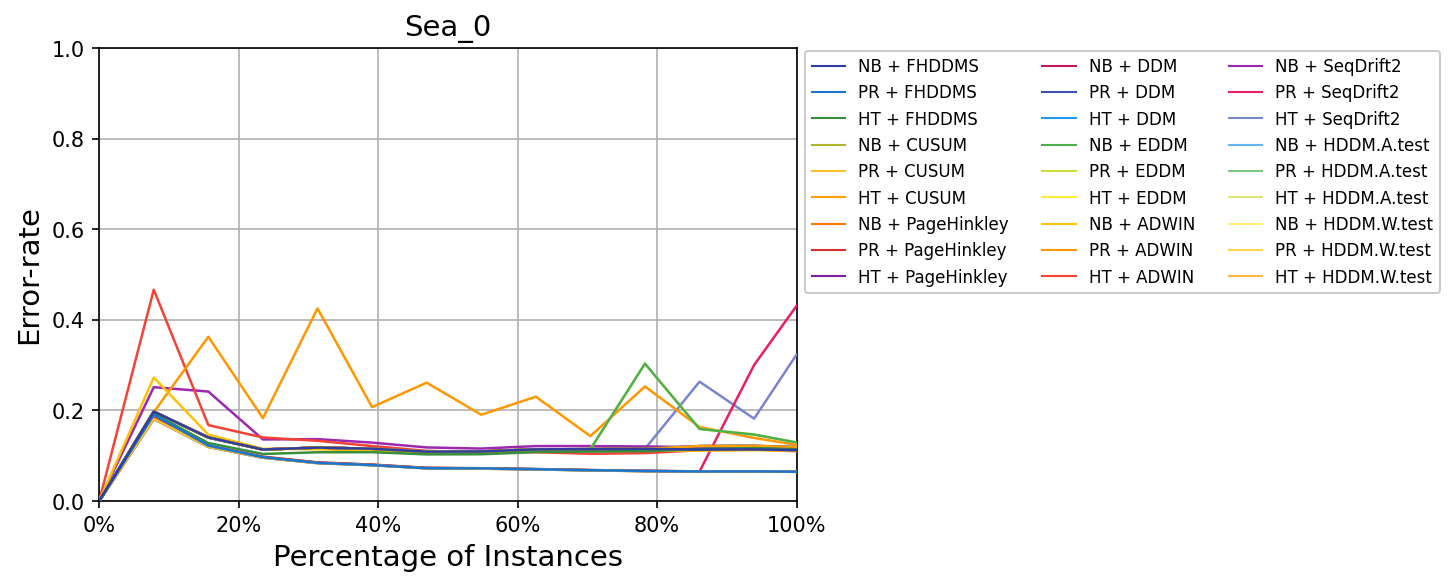 Sea_0
1.0
0.8
0.6
0.4
0.2
0.0
Error-rate
0% 20% 40% 60% 80% 100%
Percentage of Instances
NB + FHDDMS
PR + FHDDMS
HT + FHDDMS
NB + CUSUM
PR + CUSUM
HT + CUSUM
NB + PageHinkley
PR + PageHinkley
HT + PageHinkley
NB + DDM
PR + DDM
HT + DDM
NB + EDDM
PR + EDDM
HT + EDDM
NB + ADWIN
PR + ADWIN
HT + ADWIN
NB + SeqDrift2
PR + SeqDrift2
HT + SeqDrift2
NB + HDDM.A.test
PR + HDDM.A.test
HT + HDDM.A.test
NB + HDDM.W.test
PR + HDDM.W.test
HT + HDDM.W.test